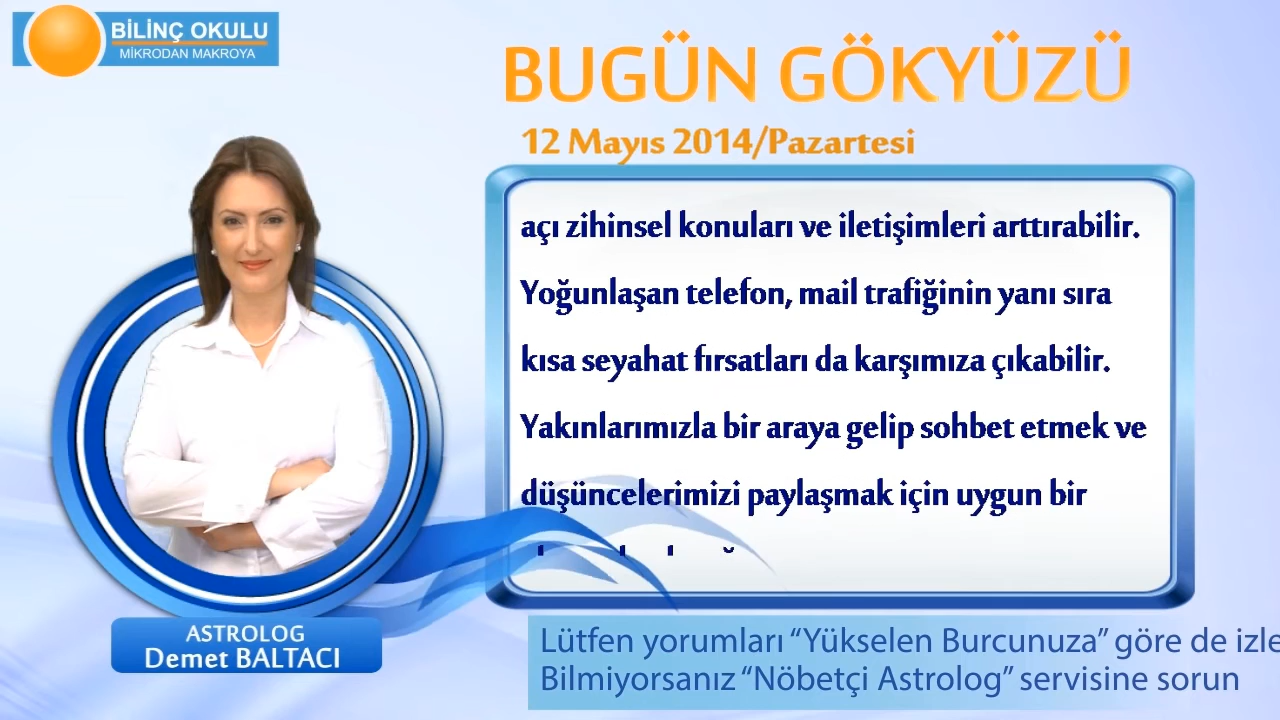 BİLİNÇ OKULU
MİKRODAN MAKROYA
BUGÜN GÖKYÜZÜ
12 Mayıs 2014/Pazartesi
açı zihinsel konuları ve iletişimleri arttırabilir.
Yoğunlaşan telefon, mail trafiğinin yanı sıra
kısa seyahat fırsatları da karşımıza çıkabilir.
Yakınlarımızla bir araya gelip sohbet etmek ve
düşüncelerimizi paylaşmak için uygun bir
ASTROLOG
Demet BALTACI
Lütfen yorumları “Yükselen Burcunuza” göre de izle
Bilmiyorsanız “Nöbetçi Astrolog” servisine sorun